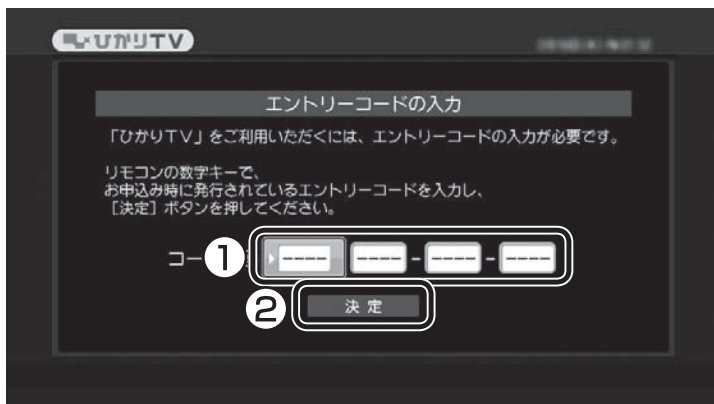 ひかりTV
エントリーコードの入力
「ひかりTV」をご利用いただくには、エントリーコードの入力が必要です。
リモコンの数字キーで、
お申込み時に発行されているエントリーコードを入力し、
［決定］ボタンを押してください。
① ---- ---- - ---- - ----
② 決定